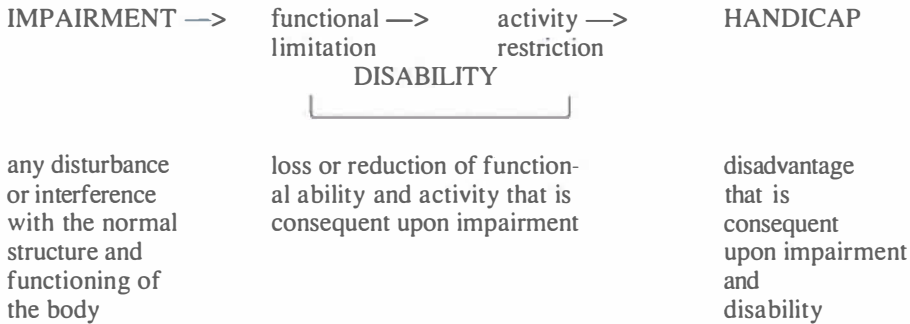 IMPAIRMENT —> functional —> activity —> HANDICAP
limitation restriction
DISABILITY
any disturbance
or interference
with the normal
structure and
functioning of
the body
loss or reduction of function-
al ability and activity that is
consequent upon impairment
disadvantage
that is
consequent
upon impairment
and
disability